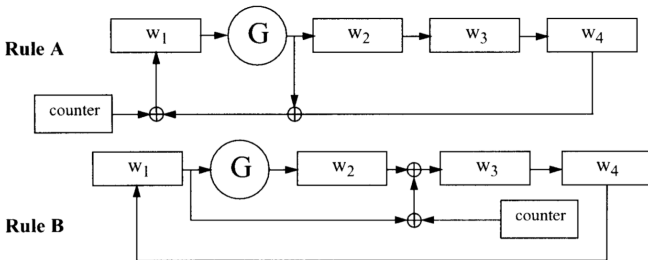 w₁ G w₂ w₃ w₄
Rule A
counter
w₁ G w₂ w₃ w₄
counter
Rule B